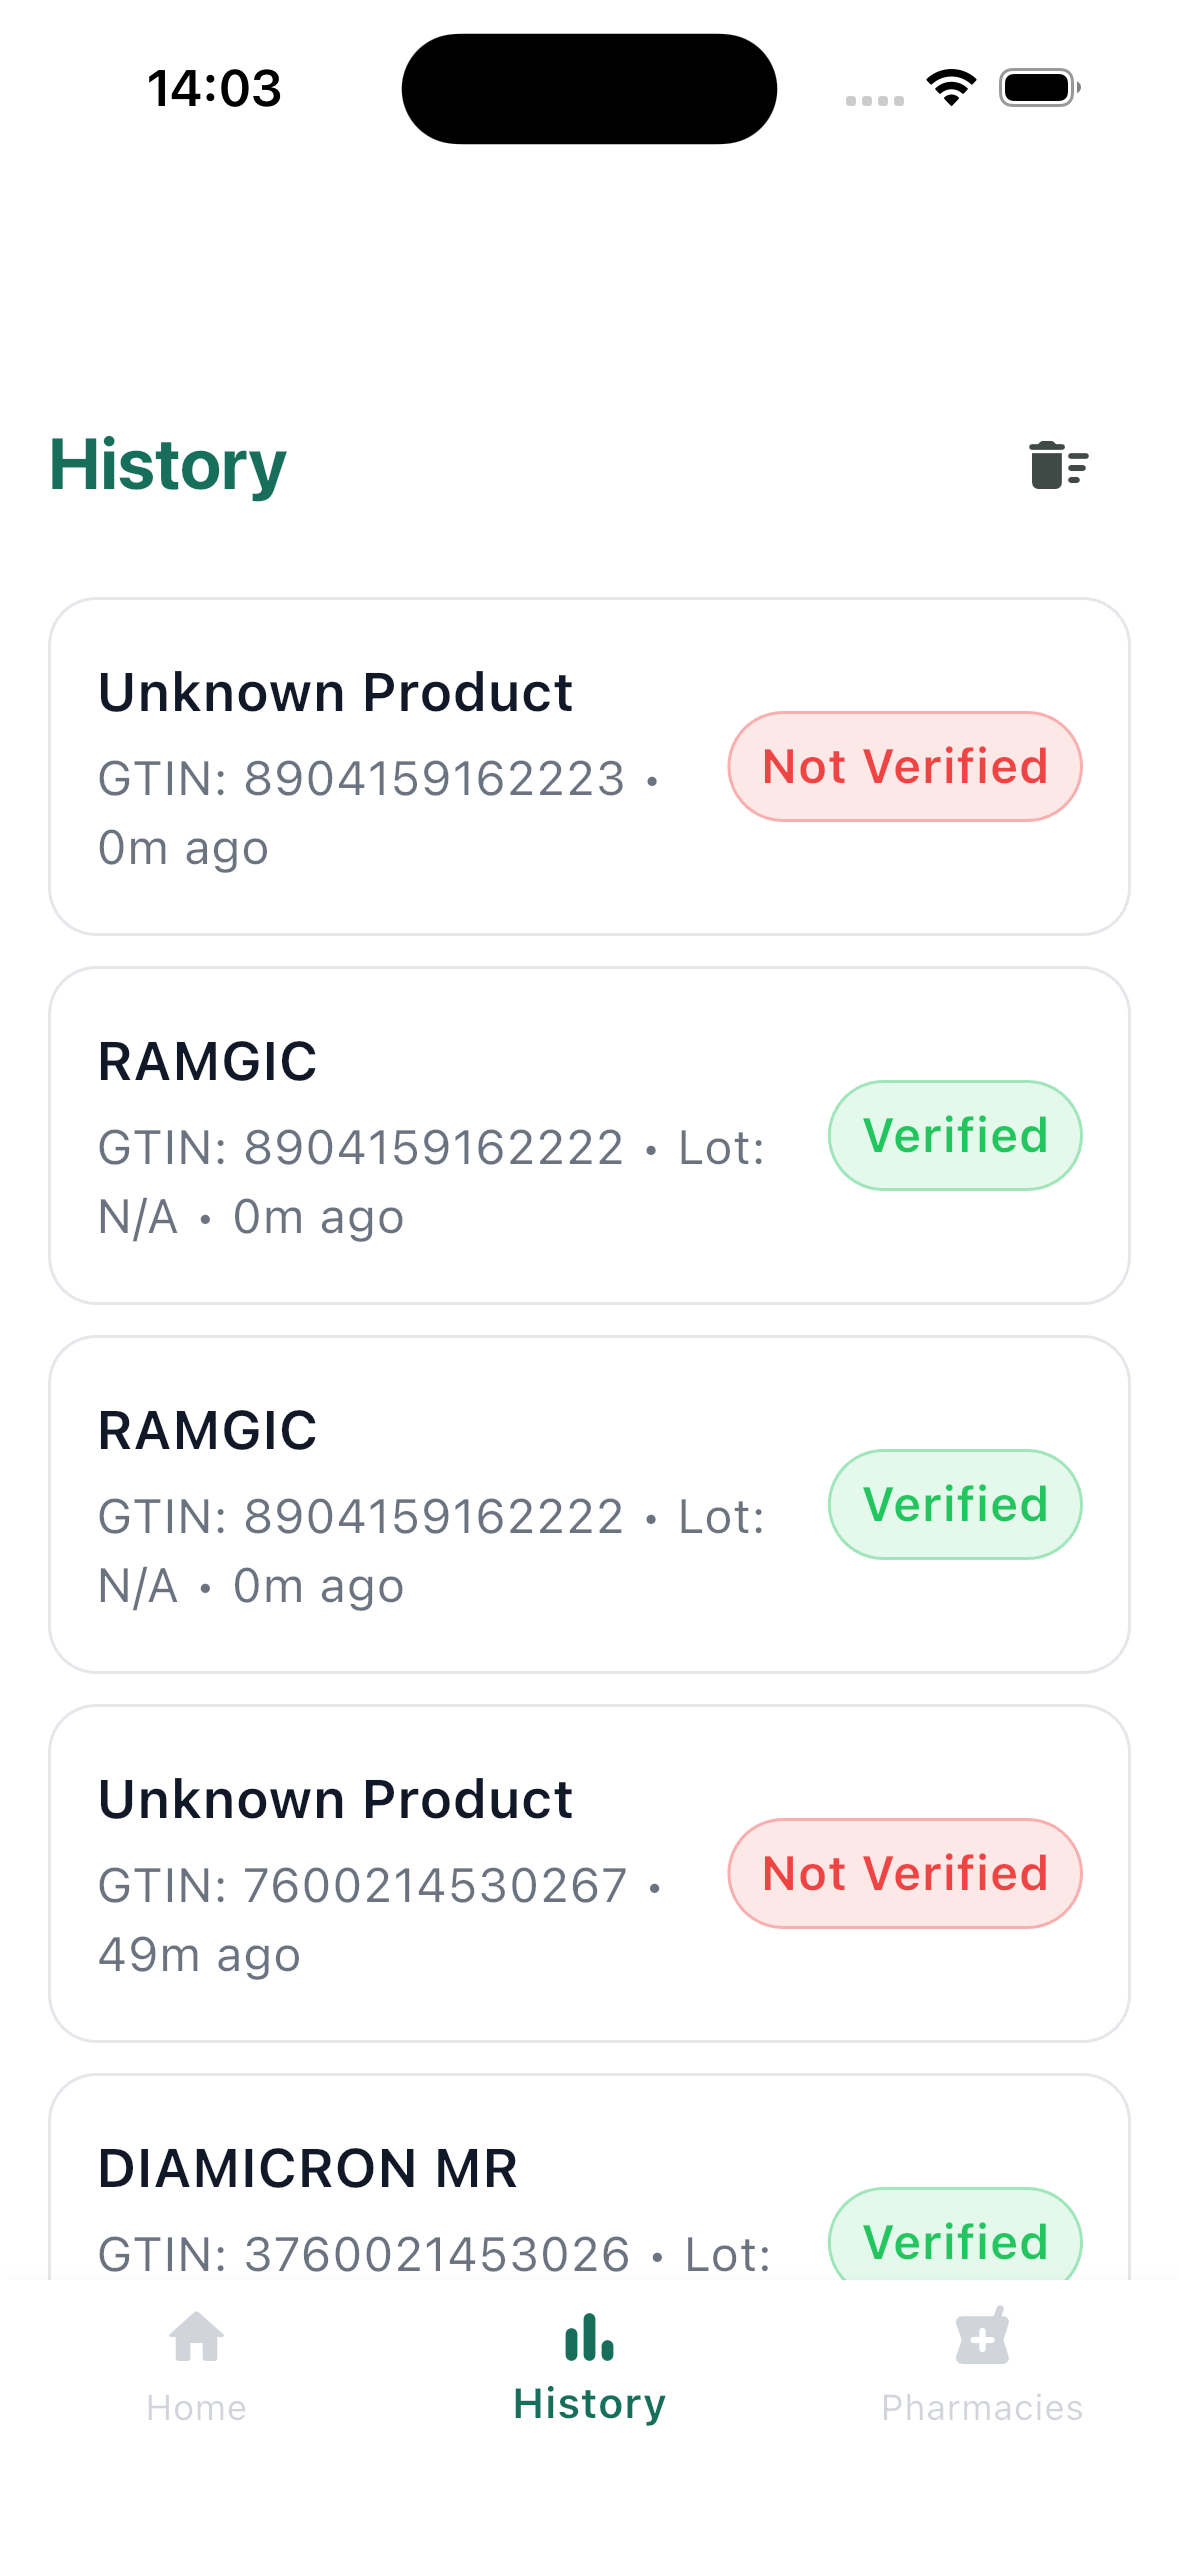 14:03
History
Unknown Product
GTIN: 8904159162223 •
0m ago
Not Verified
RAMGIC
GTIN: 8904159162222 • Lot:
N/A • 0m ago
Verified
RAMGIC
GTIN: 8904159162222 • Lot:
N/A • 0m ago
Verified
Unknown Product
GTIN: 7600214530267 •
49m ago
Not Verified
DIAMICRON MR
GTIN: 3760021453026 • Lot:
Verified
Home
History
Pharmacies